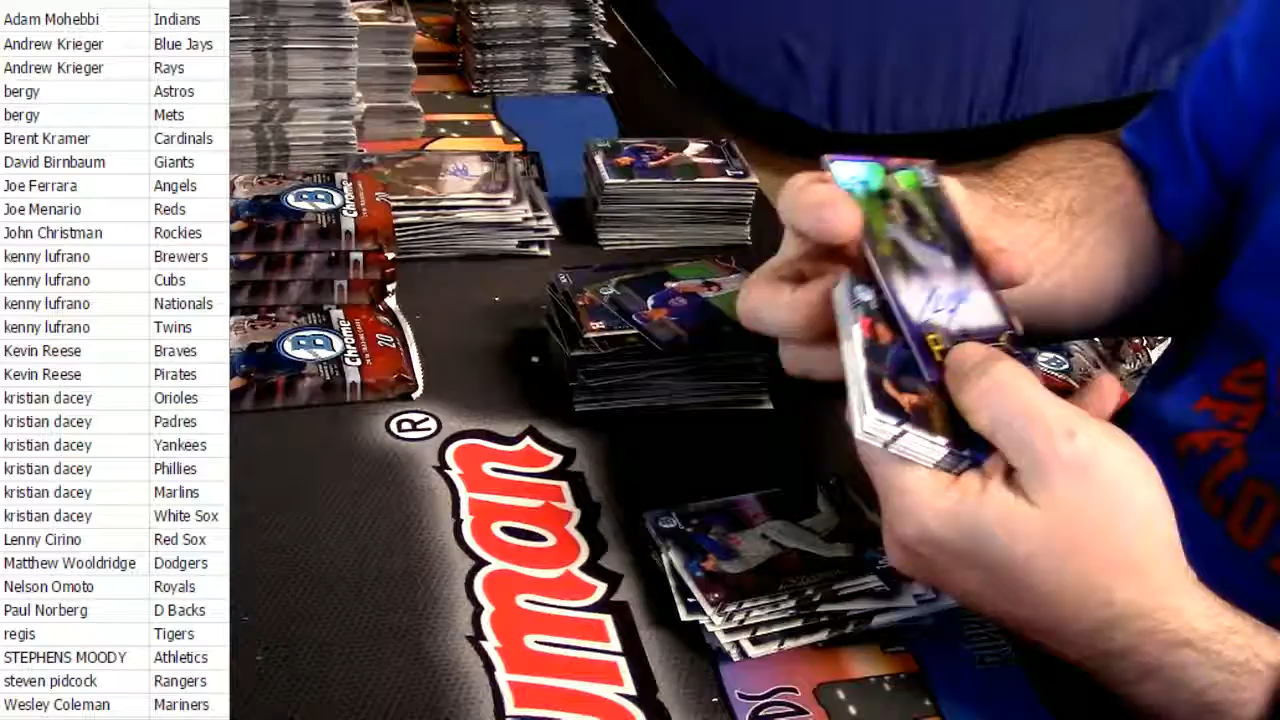 Adam Mohebbi Indians
Andrew Krieger Blue Jays
Andrew Krieger Rays
bergy Astros
bergy Mets
Brent Kramer Cardinals
David Birnbaum Giants
Joe Ferrara Angels
Joe Menario Reds
John Christman Rockies
kenny lufrano Brewers
kenny lufrano Cubs
kenny lufrano Nationals
kenny lufrano Twins
Kevin Reese Braves
Kevin Reese Pirates
kristian dacey Orioles
kristian dacey Padres
kristian dacey Yankees
kristian dacey Phillies
kristian dacey Marlins
kristian dacey White Sox
Lenny Cirino Red Sox
Matthew Wooldridge Dodgers
Nelson Omoto Royals
Paul Norberg D Backs
regis Tigers
STEPHENS MOODY Athletics
steven pidcock Rangers
Wesley Coleman Mariners
B Chrome
B Chrome 20
®
man